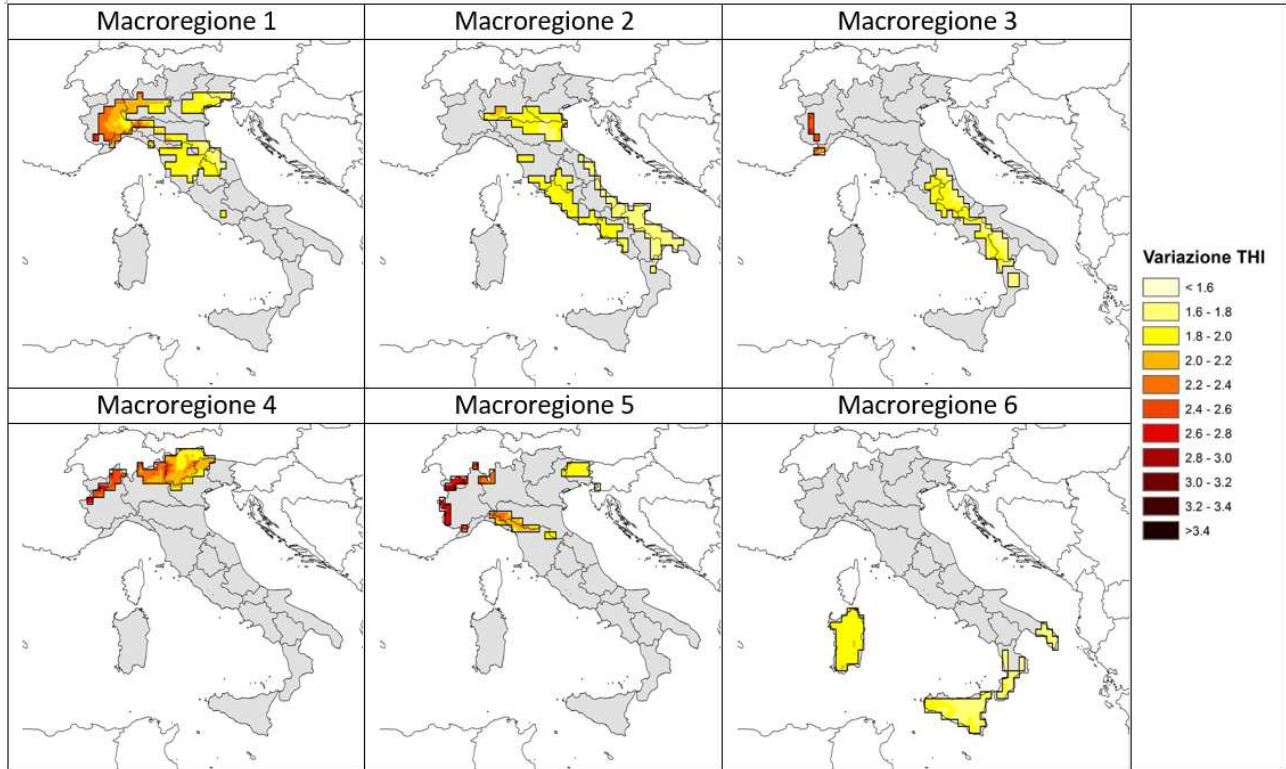 Macroregione 1
Macroregione 2
Macroregione 3
Macroregione 4
Macroregione 5
Macroregione 6
Variazione THI
< 1.6
1.6 - 1.8
1.8 - 2.0
2.0 - 2.2
2.2 - 2.4
2.4 - 2.6
2.6 - 2.8
2.8 - 3.0
3.0 - 3.2
3.2 - 3.4
>3.4